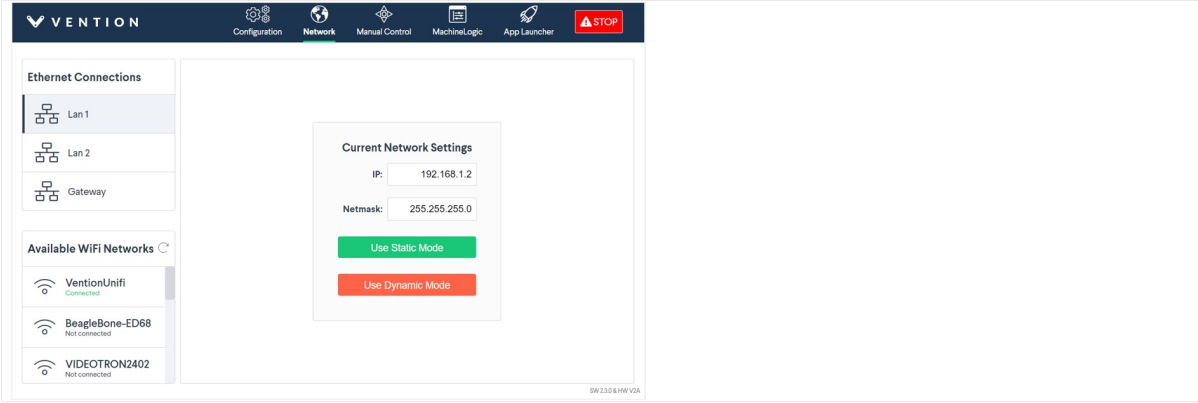 VENTION
Configuration
Network
Manual Control
MachineLogic
App Launcher
STOP
Ethernet Connections
Lan 1
Lan 2
Gateway
Available WiFi Networks
VentionUnifi
Connected
BeagleBone-ED68
Not connected
VIDEOTRON2402
Not connected
Current Network Settings
IP: 192.168.1.2
Netmask: 255.255.255.0
Use Static Mode
Use Dynamic Mode
SW 2.3.0 & HW V2A